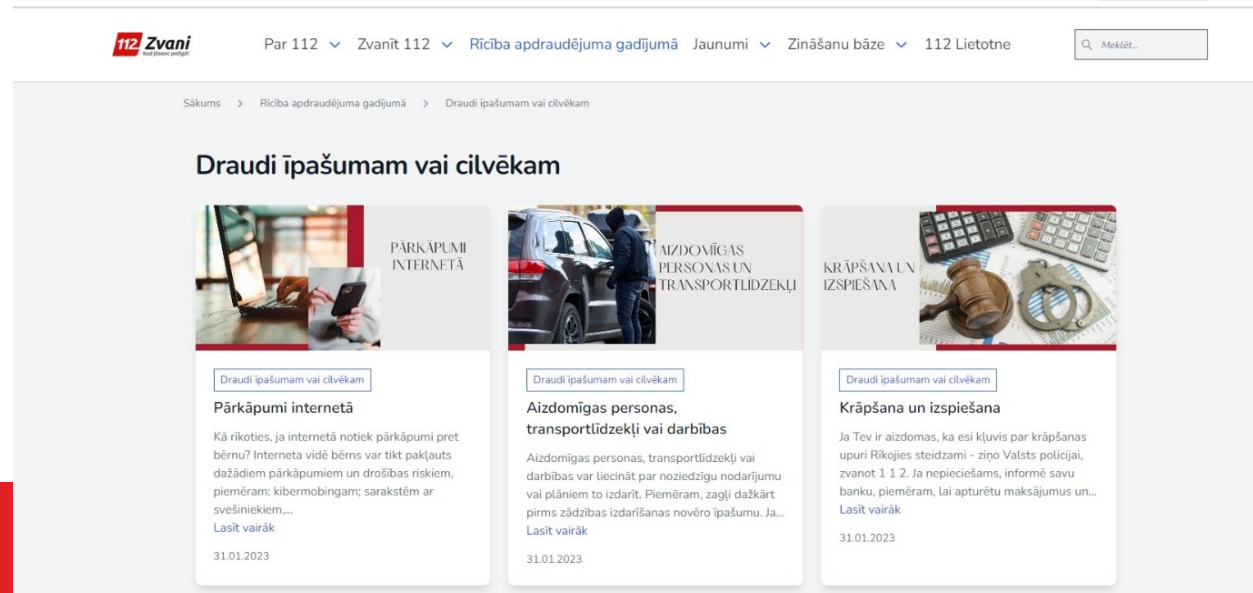 112 Zvani
kad jāsauc palīgā!
Par 112
Zvanīt 112
Rīcība apdraudējuma gadījumā
Jaunumi
Zināšanu bāze
112 Lietotne
Meklēt...
Sākums > Rīcība apdraudējuma gadījumā > Draudi īpašumam vai cilvēkam
Draudi īpašumam vai cilvēkam
PĀRKĀPUMI
INTERNETĀ
Draudi īpašumam vai cilvēkam
Pārkāpumi internetā
Kā rīkoties, ja internetā notiek pārkāpumi pret
bērnu? Interneta vidē bērns var tikt pakļauts
dažādiem pārkāpumiem un drošības riskiem,
piemēram: kibermobingam; sarakstēm ar
svešiniekiem,...
Lasīt vairāk
31.01.2023
AIZDOMĪGAS
PERSONAS UN
TRANSPORTLĪDZEKĻI
Draudi īpašumam vai cilvēkam
Aizdomīgas personas,
transportlīdzekļi vai darbības
Aizdomīgas personas, transportlīdzekļi vai
darbības var liecināt par noziedzīgu nodarījumu
vai plāniem to izdarīt. Piemēram, zagļi dažkārt
pirms zādzības izdarīšanas novēro īpašumu. Ja...
Lasīt vairāk
31.01.2023
KRĀPŠANA UN
IZSPIEŠANA
Draudi īpašumam vai cilvēkam
Krāpšana un izspiešana
Ja Tev ir aizdomas, ka esi kļuvis par krāpšanas
upuri Rīkojies steidzami - ziņo Valsts policijai,
zvanot 1 1 2. Ja nepieciešams, informē savu
banku, piemēram, lai apturētu maksājumus un...
Lasīt vairāk
31.01.2023